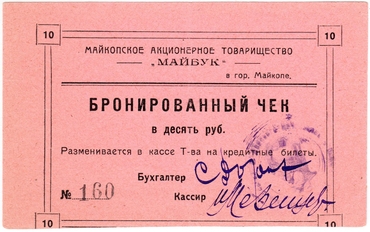 10 10
МАЙКОПСКОЕ АКЦИОНЕРНОЕ ТОВАРИЩЕСТВО
„МАЙБУК"
в гор. Майкопе.
БРОНИРОВАННЫЙ ЧЕК
в десять руб.
Разменивается в кассе Т-ва на кредитные билеты.
Бухгалтер
№ 160 Кассир
10 10